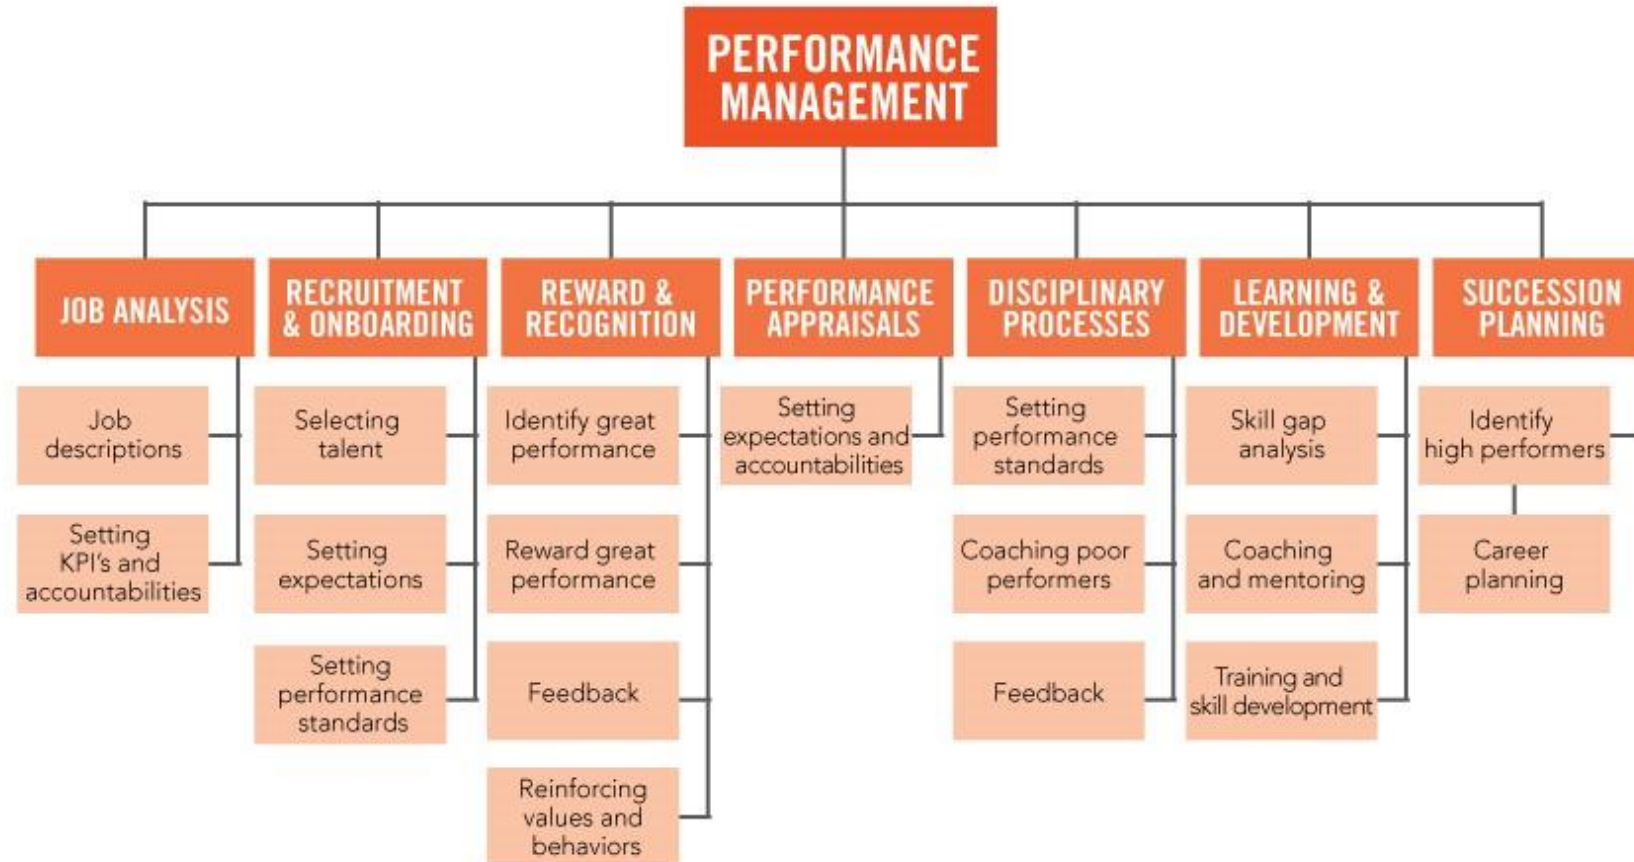 PERFORMANCE
MANAGEMENT
JOB ANALYSIS
Job
descriptions
Setting
KPI's and
accountabilities
RECRUITMENT
& ONBOARDING
Selecting
talent
Setting
expectations
Setting
performance
standards
REWARD &
RECOGNITION
Identify great
performance
Reward great
performance
Feedback
Reinforcing
values and
behaviors
PERFORMANCE
APPRAISALS
Setting
expectations and
accountabilities
DISCIPLINARY
PROCESSES
Setting
performance
standards
Coaching poor
performers
Feedback
LEARNING &
DEVELOPMENT
Skill gap
analysis
Coaching
and mentoring
Training and
skill development
SUCCESSION
PLANNING
Identify
high performers
Career
planning